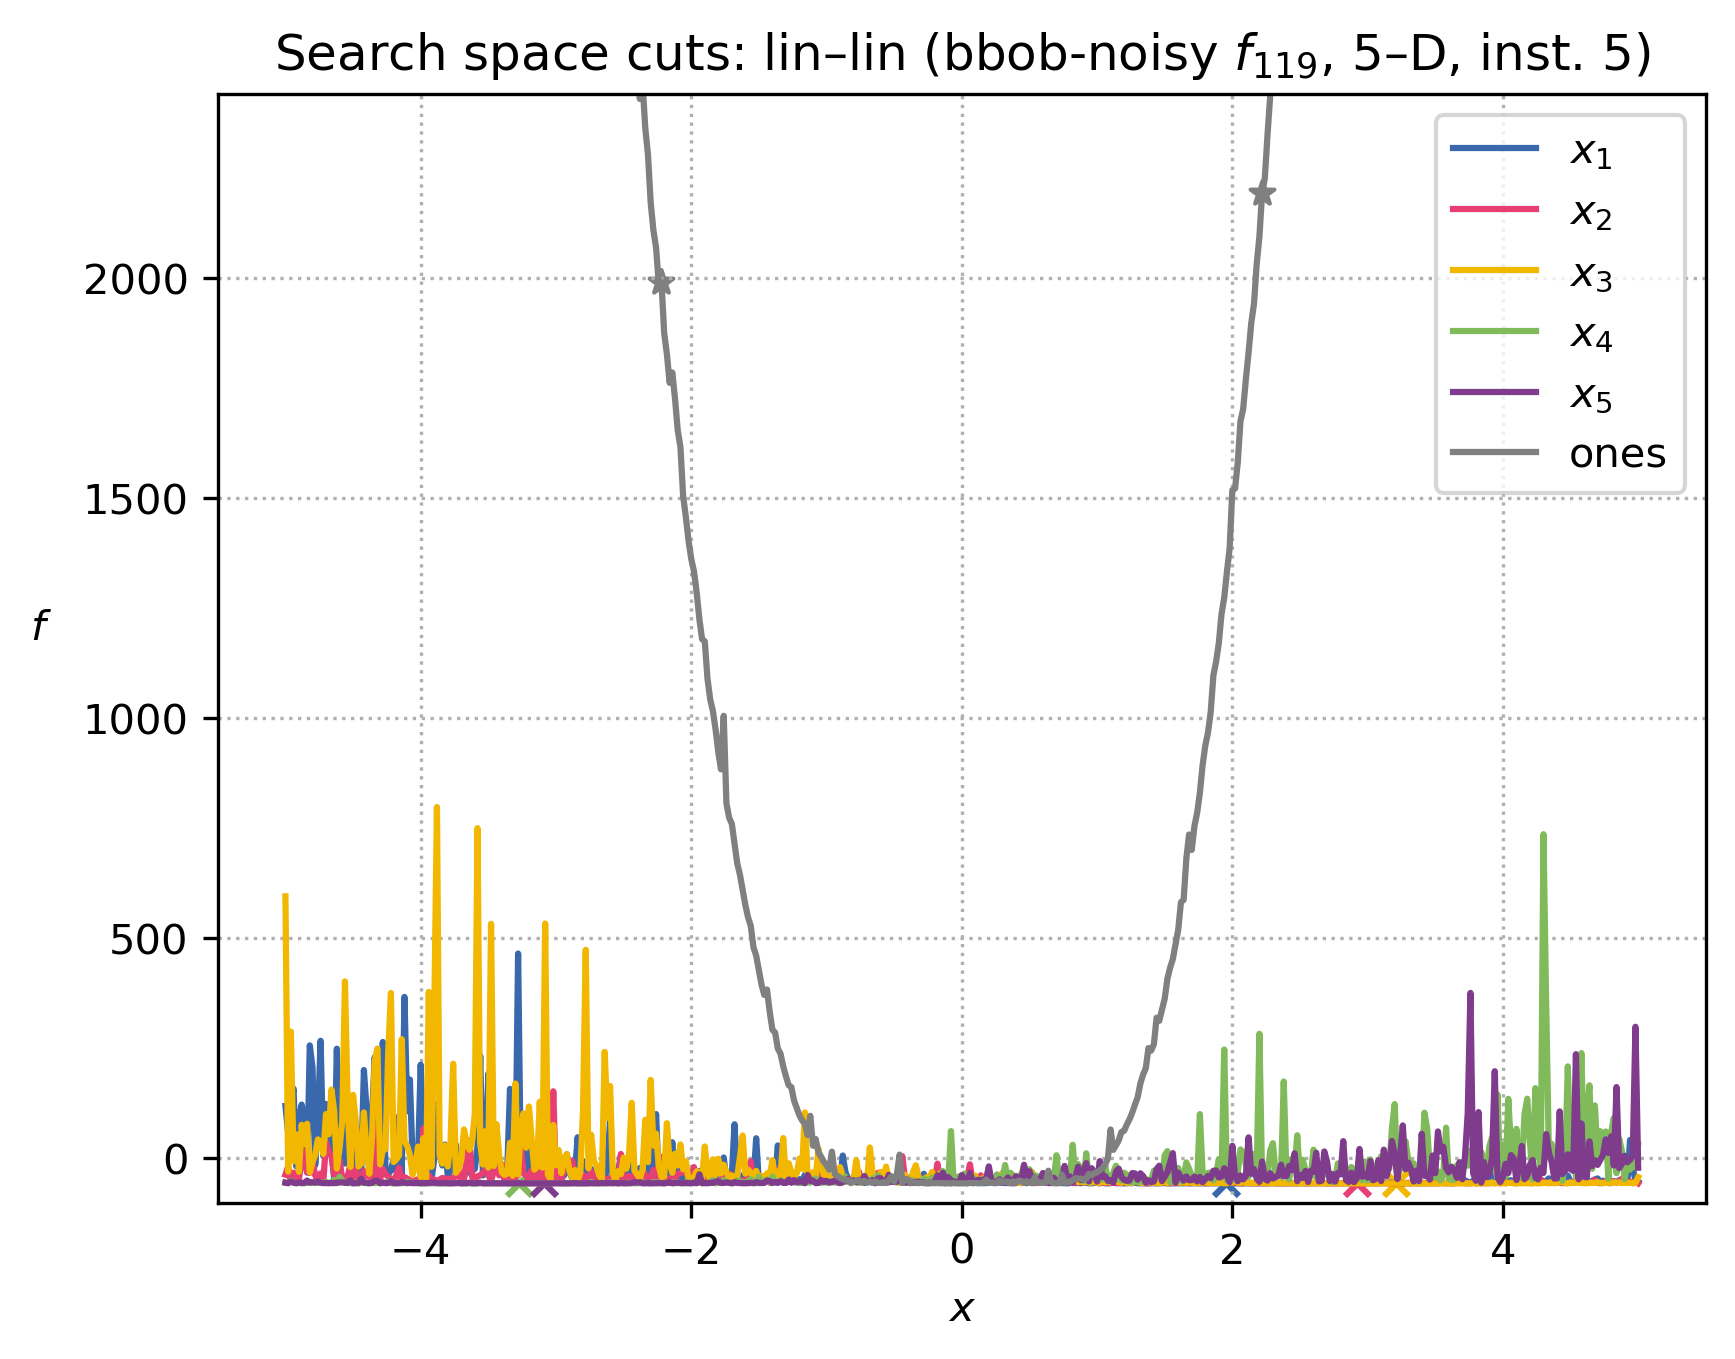 Search space cuts: lin–lin (bbob-noisy f₁₁₉, 5–D, inst. 5)
x₁
x₂
x₃
x₄
x₅
ones
2000
1500
1000
500
0
f
−4
−2
0
2
4
x